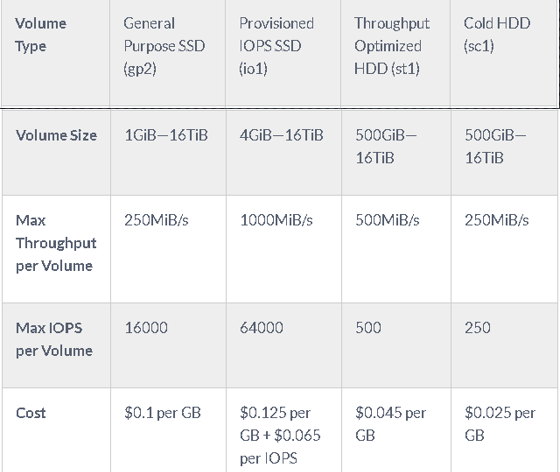 Volume Type
General Purpose SSD (gp2)
Provisioned IOPS SSD (io1)
Throughput Optimized HDD (st1)
Cold HDD (sc1)
Volume Size
1GiB—16TiB
4GiB—16TiB
500GiB—
16TiB
500GiB—
16TiB
Max
Throughput
per Volume
250MiB/s
1000MiB/s
500MiB/s
250MiB/s
Max IOPS
per Volume
16000
64000
500
250
Cost
$0.1 per GB
$0.125 per
GB + $0.065
per IOPS
$0.045 per
GB
$0.025 per
GB